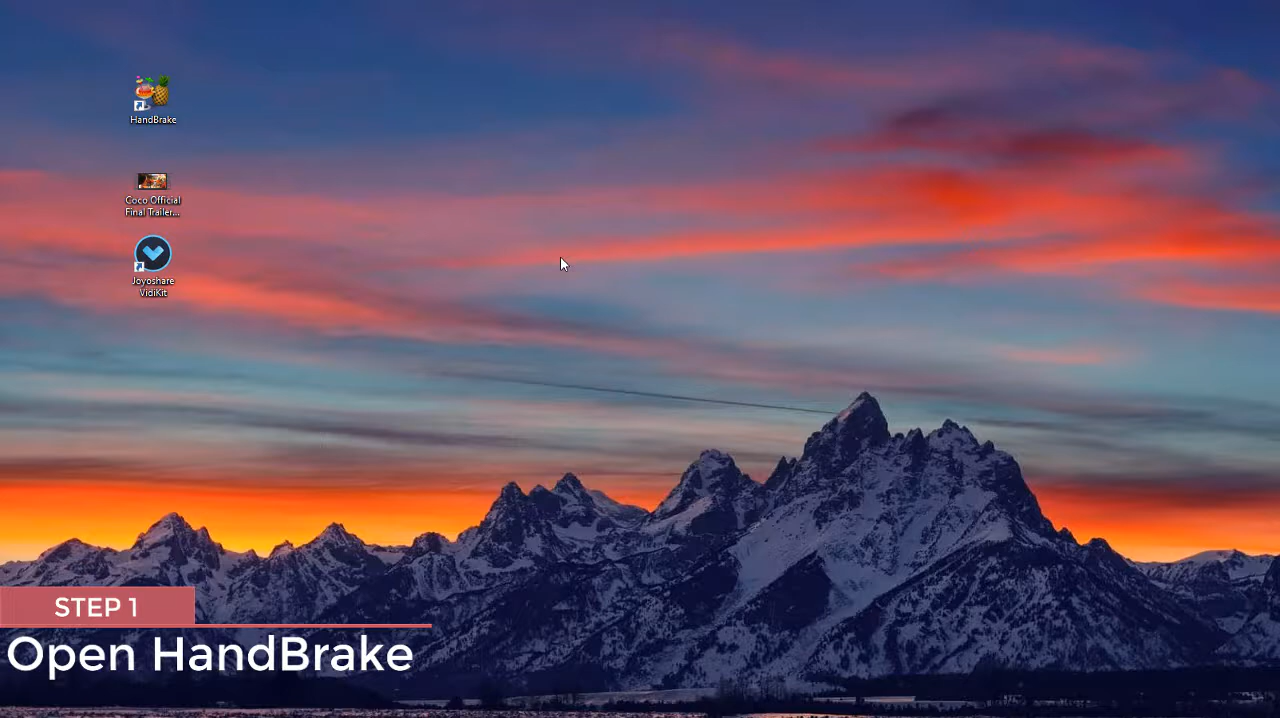 HandBrake
Coco Official
Final Trailer...
Joyoshare
VidiKit
STEP 1
Open HandBrake